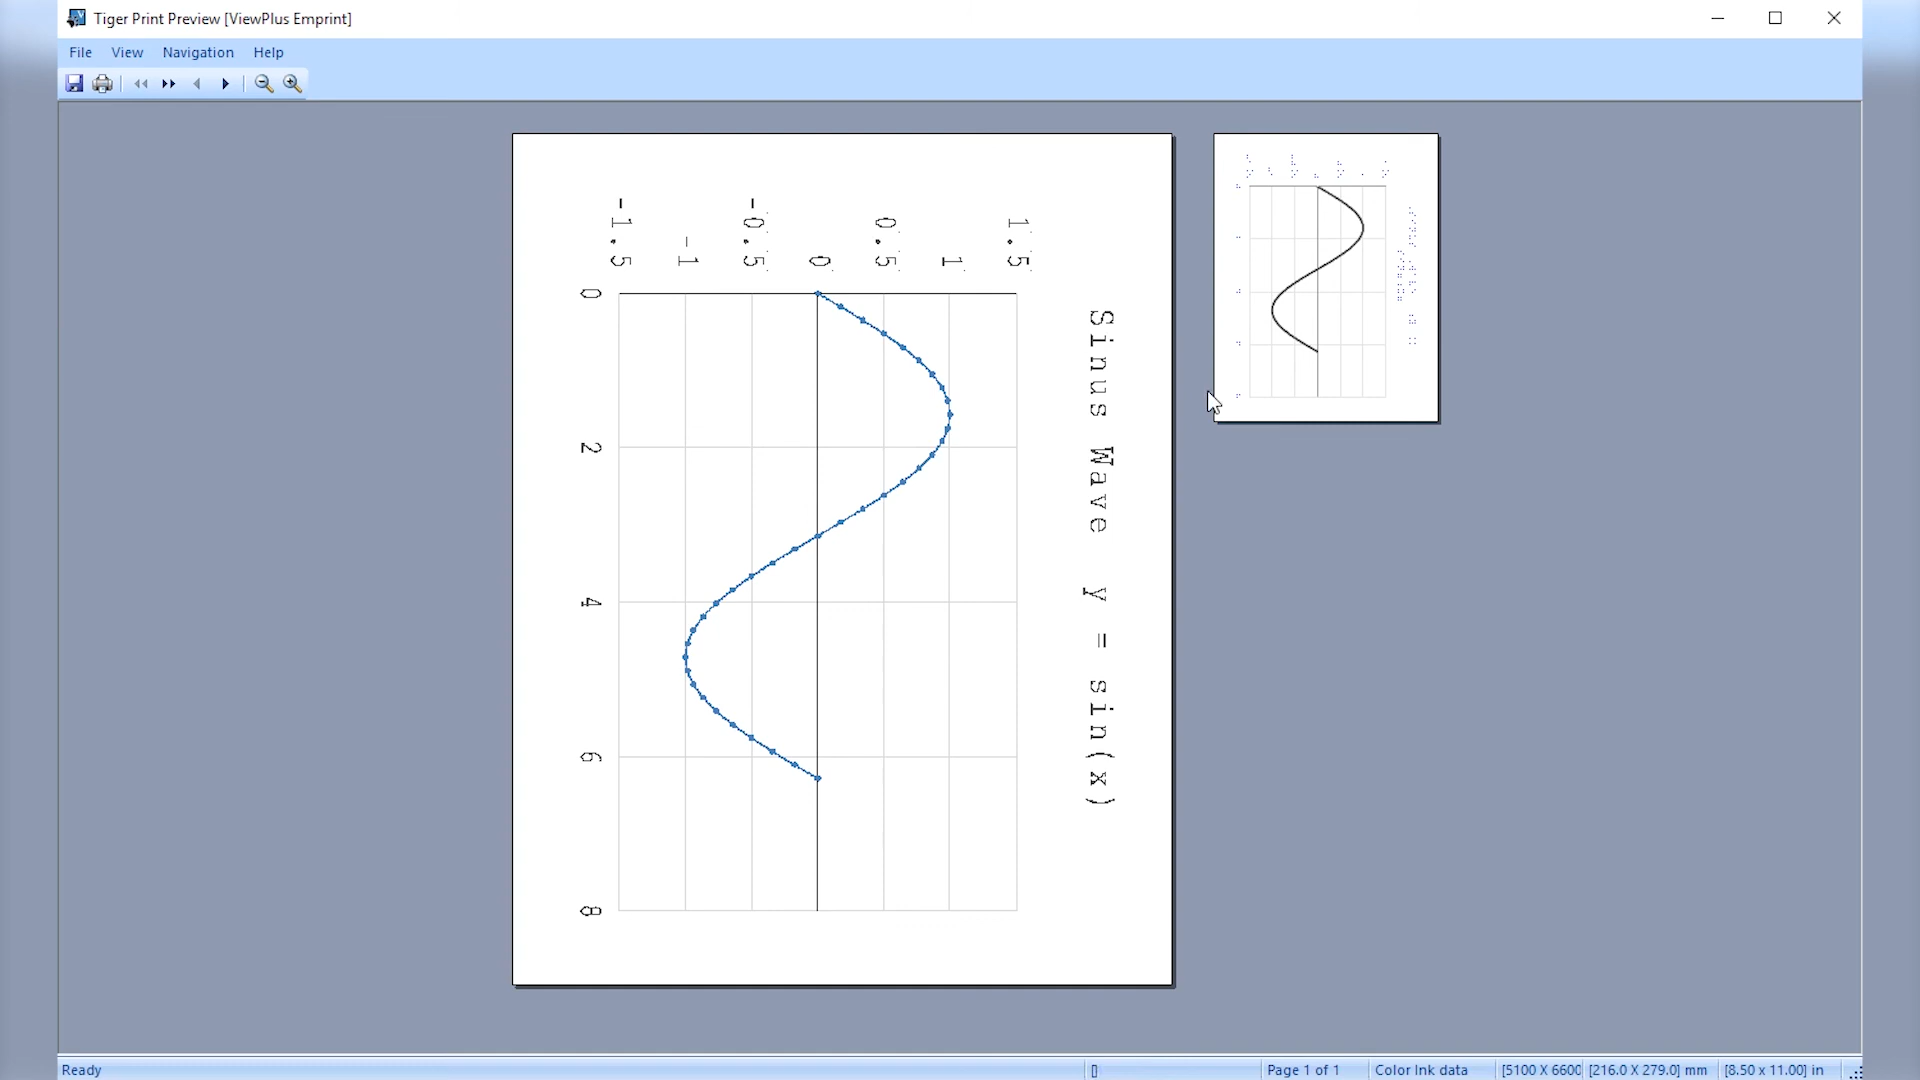 Tiger Print Preview [ViewPlus Emprint]
File View Navigation Help
-1.5
-1
-0.5
0
0.5
1
1.5
0
2
4
6
8
Sinus Wave y = sin(x)
Ready
[]
Page 1 of 1
Color Ink data
[5100 X 6600
[216.0 X 279.0] mm
[8.50 x 11.00] in